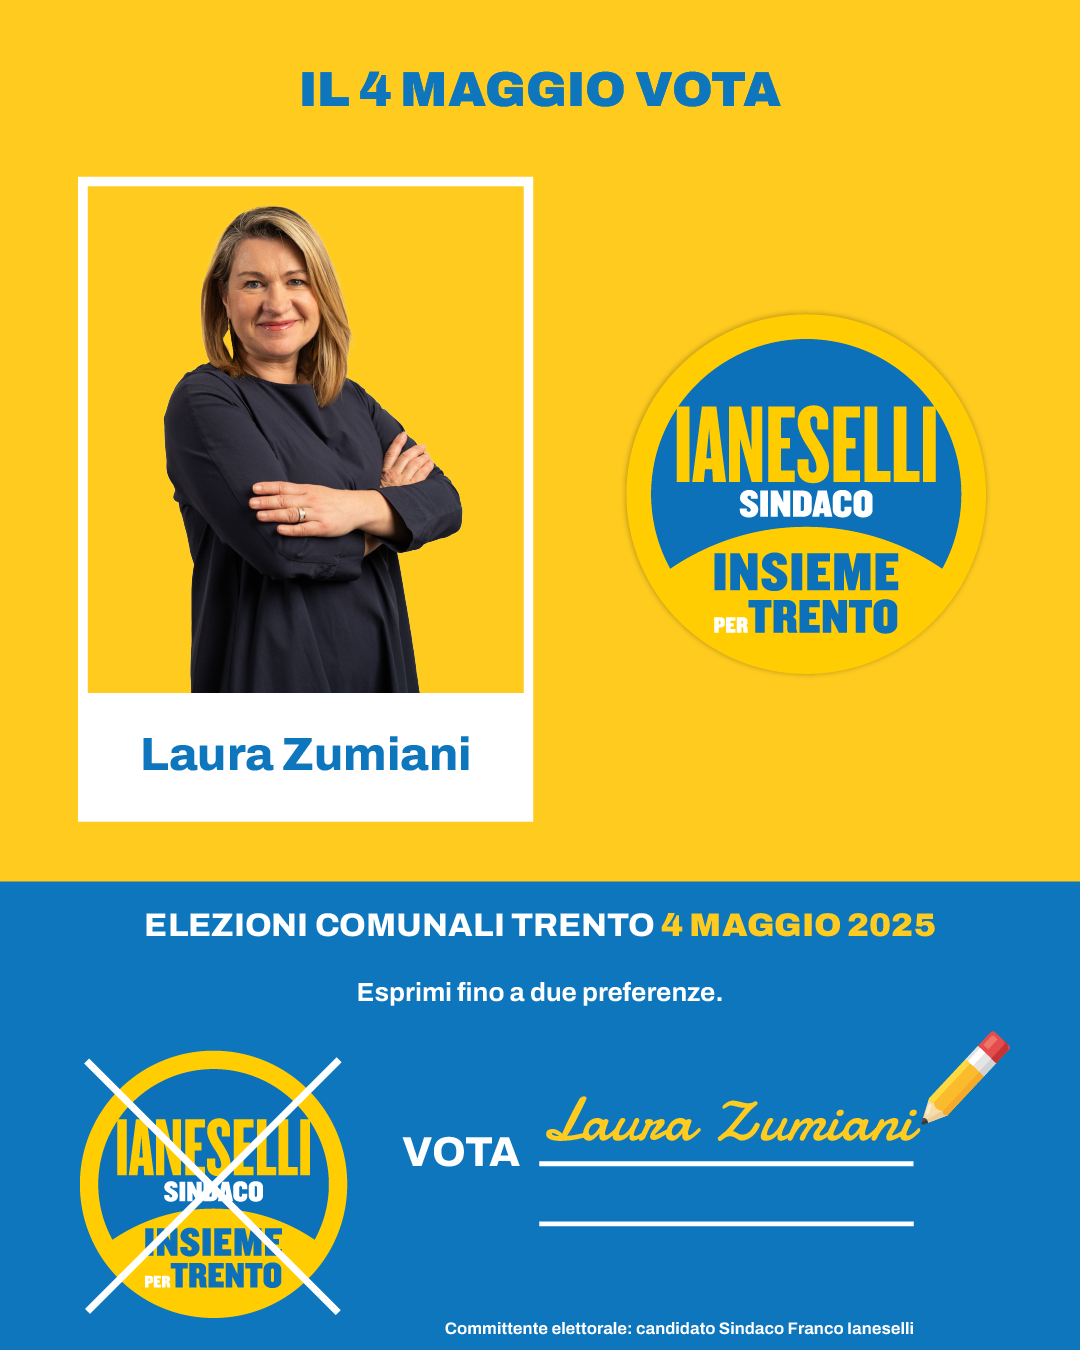 IL 4 MAGGIO VOTA
IANESELLI
SINDACO
INSIEME
PER TRENTO
Laura Zumiani
ELEZIONI COMUNALI TRENTO 4 MAGGIO 2025
Esprimi fino a due preferenze.
IANESELLI
SINDACO
INSIEME
PER TRENTO
VOTA Laura Zumiani
Committente elettorale: candidato Sindaco Franco Ianeselli